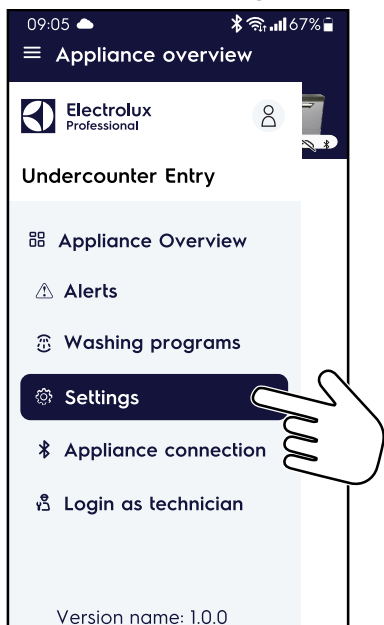 09:05 67%
Appliance overview
Electrolux
Professional
Undercounter Entry
Appliance Overview
Alerts
Washing programs
Settings
Appliance connection
Login as technician
Version name: 1.0.0